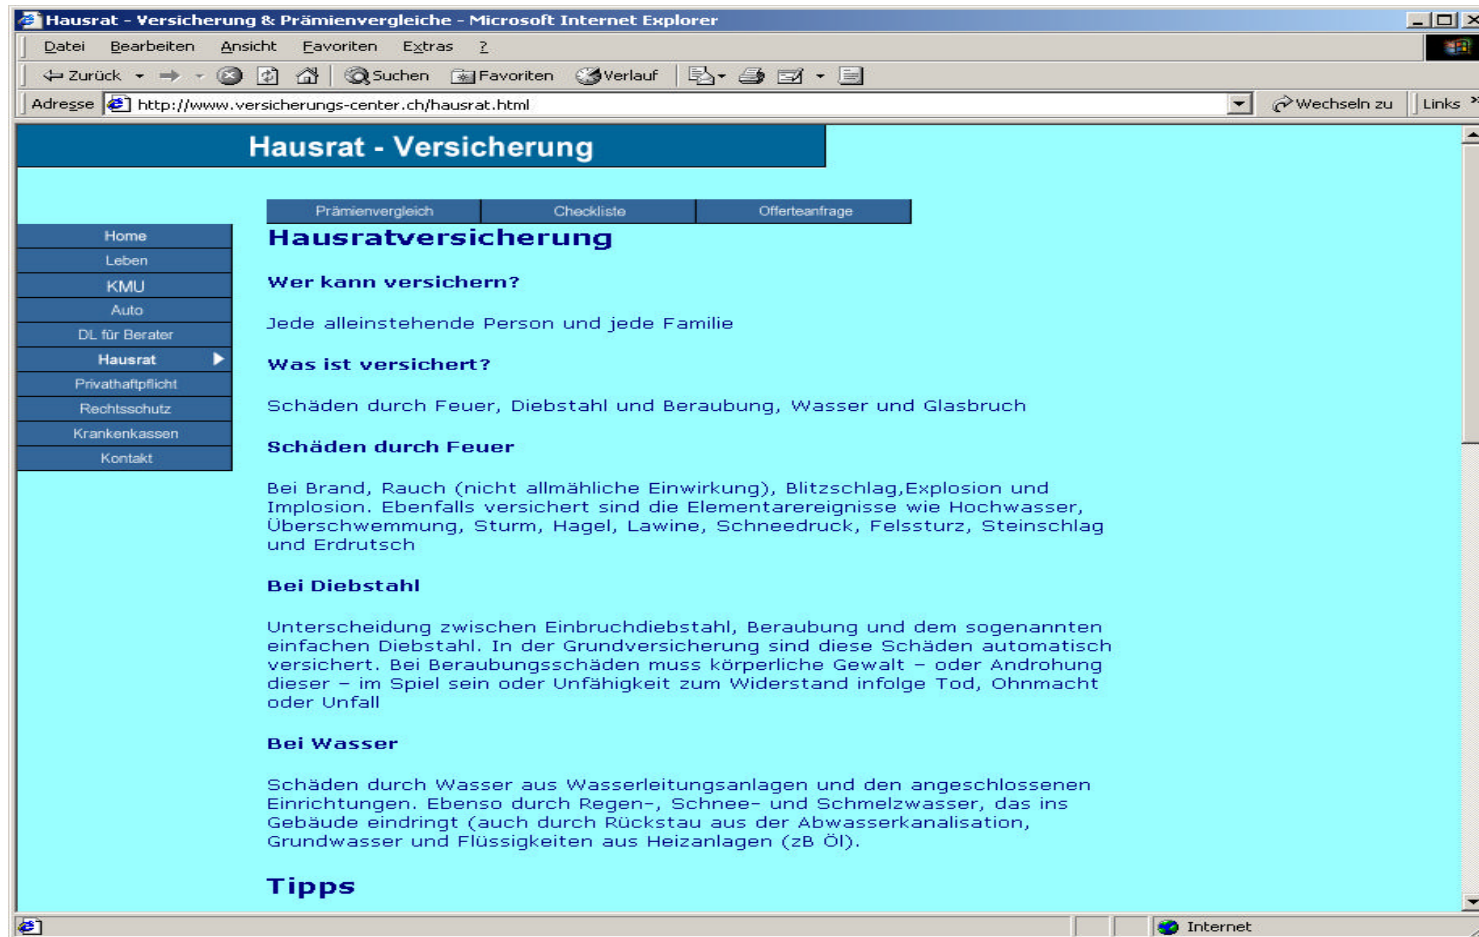 Hausrat - Versicherung & Prämienvergleiche - Microsoft Internet Explorer
Datei Bearbeiten Ansicht Favoriten Extras ?
Zurück Suchen Favoriten Verlauf
Adresse http://www.versicherungs-center.ch/hausrat.html Wechseln zu Links »
Hausrat - Versicherung
Prämienvergleich Checkliste Offerteanfrage
Home
Leben
KMU
Auto
DL für Berater
Hausrat
Privathaftpflicht
Rechtsschutz
Krankenkassen
Kontakt
Hausratversicherung
Wer kann versichern?
Jede alleinstehende Person und jede Familie
Was ist versichert?
Schäden durch Feuer, Diebstahl und Beraubung, Wasser und Glasbruch
Schäden durch Feuer
Bei Brand, Rauch (nicht allmähliche Einwirkung), Blitzschlag,Explosion und
Implosion. Ebenfalls versichert sind die Elementarereignisse wie Hochwasser,
Überschwemmung, Sturm, Hagel, Lawine, Schneedruck, Felssturz, Steinschlag
und Erdrutsch
Bei Diebstahl
Unterscheidung zwischen Einbruchdiebstahl, Beraubung und dem sogenannten
einfachen Diebstahl. In der Grundversicherung sind diese Schäden automatisch
versichert. Bei Beraubungsschäden muss körperliche Gewalt – oder Androhung
dieser – im Spiel sein oder Unfähigkeit zum Widerstand infolge Tod, Ohnmacht
oder Unfall
Bei Wasser
Schäden durch Wasser aus Wasserleitungsanlagen und den angeschlossenen
Einrichtungen. Ebenso durch Regen-, Schnee- und Schmelzwasser, das ins
Gebäude eindringt (auch durch Rückstau aus der Abwasserkanalisation,
Grundwasser und Flüssigkeiten aus Heizanlagen (zB Öl).
Tipps
Internet